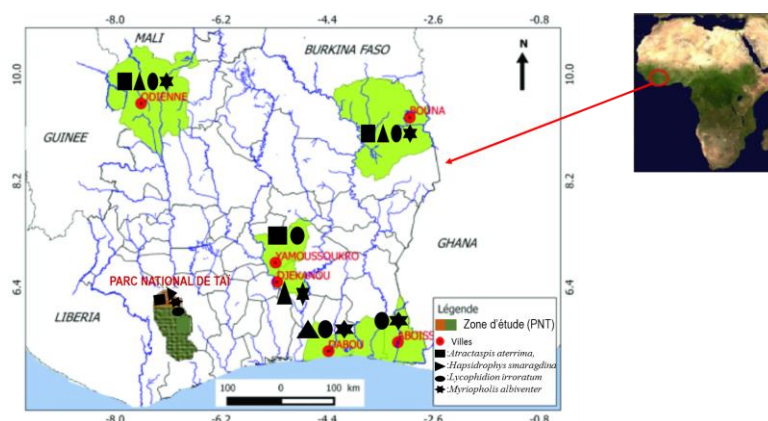 -8.0 -6.2 -4.4 -2.6 -0.8
MALI
BURKINA FASO
N
10.0 10.0
ODIENNE
BOUNA
GUINEE
8.2 8.2
GHANA
YAMOUSSOUKRO
DJEKANOU
PARC NATIONAL DE TAÏ
6.4 6.4
LIBERIA
DABOU
ABOISS
Légende
Zone d'étude (PNT)
Villes
:Atractaspis aterrima,
:Hapsidrophys smaragdina
:Lycophidion irroratum
:Myriopholis albiventer
100 0 100 km
-8.0 -6.2 -4.4 -2.6 -0.8